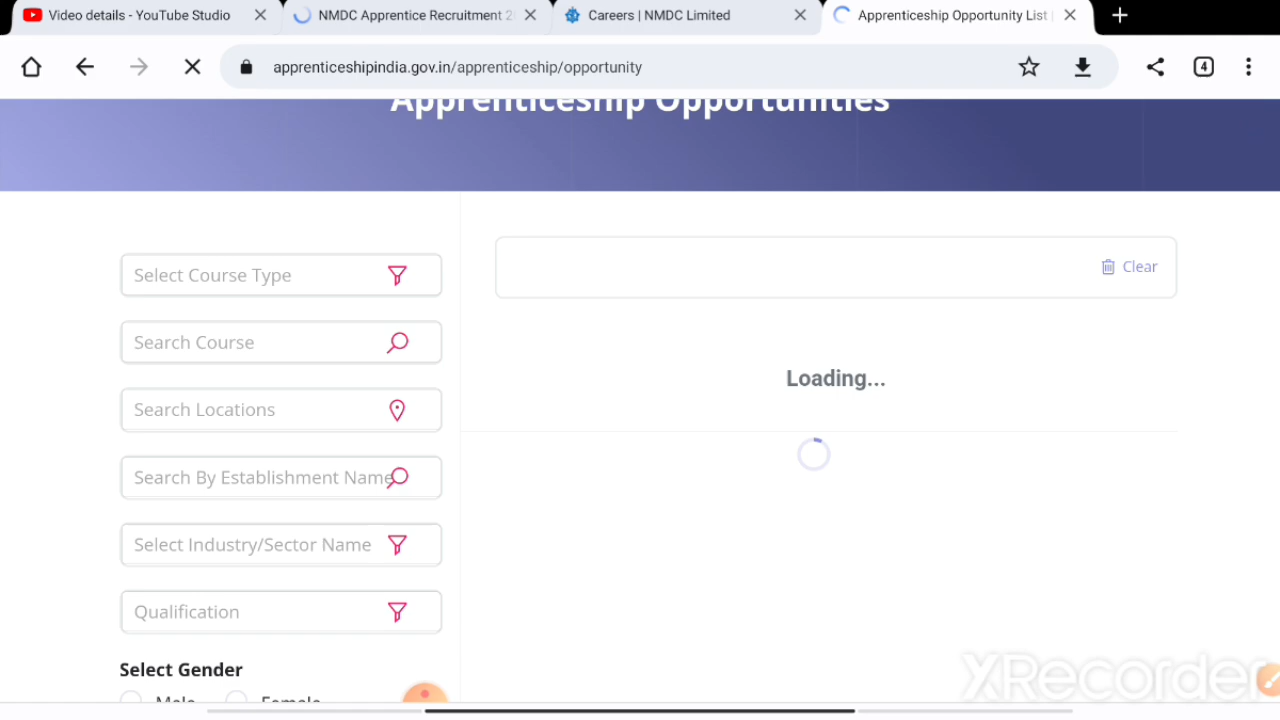 Video details - YouTube Studio
NMDC Apprentice Recruitment 2
Careers | NMDC Limited
Apprenticeship Opportunity List |
apprenticeshipindia.gov.in/apprenticeship/opportunity
4
Apprenticeship Opportunities
Select Course Type
Clear
Search Course
Loading...
Search Locations
Search By Establishment Name
Select Industry/Sector Name
Qualification
Select Gender
Male
Female
XRecorder